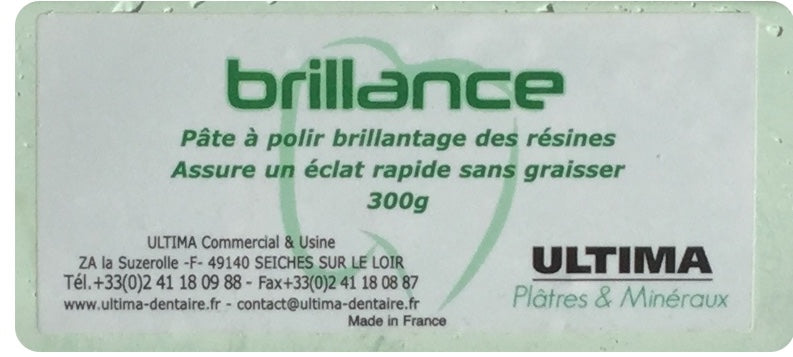 brillance
Pâte à polir brillantage des résines
Assure un éclat rapide sans graisser
300g
ULTIMA Commercial & Usine
ZA la Suzerolle -F- 49140 SEICHES SUR LE LOIR
Tél.+33(0)2 41 18 09 88 - Fax+33(0)2 41 18 08 87
www.ultima-dentaire.fr - contact@ultima-dentaire.fr
Made in France
ULTIMA
Plâtres & Minéraux